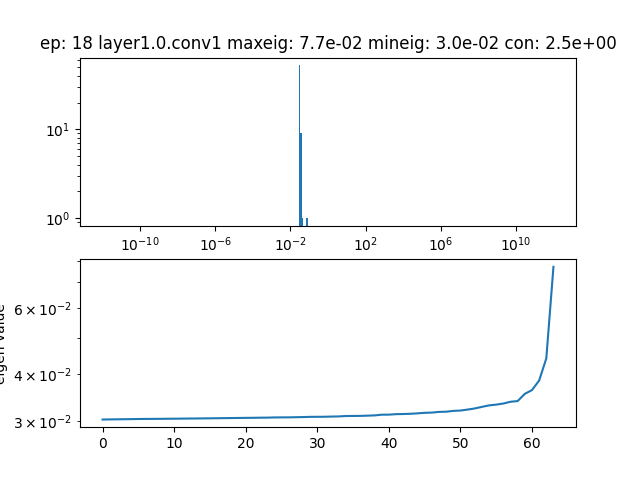 ep: 18 layer1.0.conv1 maxeig: 7.7e-02 mineig: 3.0e-02 con: 2.5e+00
10¹
10⁰
10⁻¹⁰ 10⁻⁶ 10⁻² 10² 10⁶ 10¹⁰
eigen value
6 × 10⁻²
4 × 10⁻²
3 × 10⁻²
0 10 20 30 40 50 60